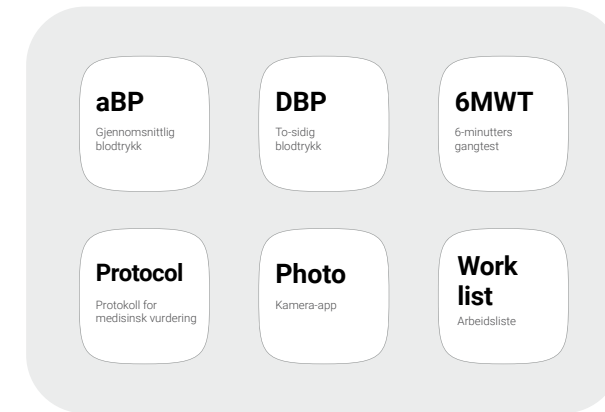 aBP
Gjennomsnittlig
blodtrykk
DBP
To-sidig
blodtrykk
6MWT
6-minutters
gangtest
Protocol
Protokoll for
medisinsk vurdering
Photo
Kamera-app
Work
list
Arbeidsliste